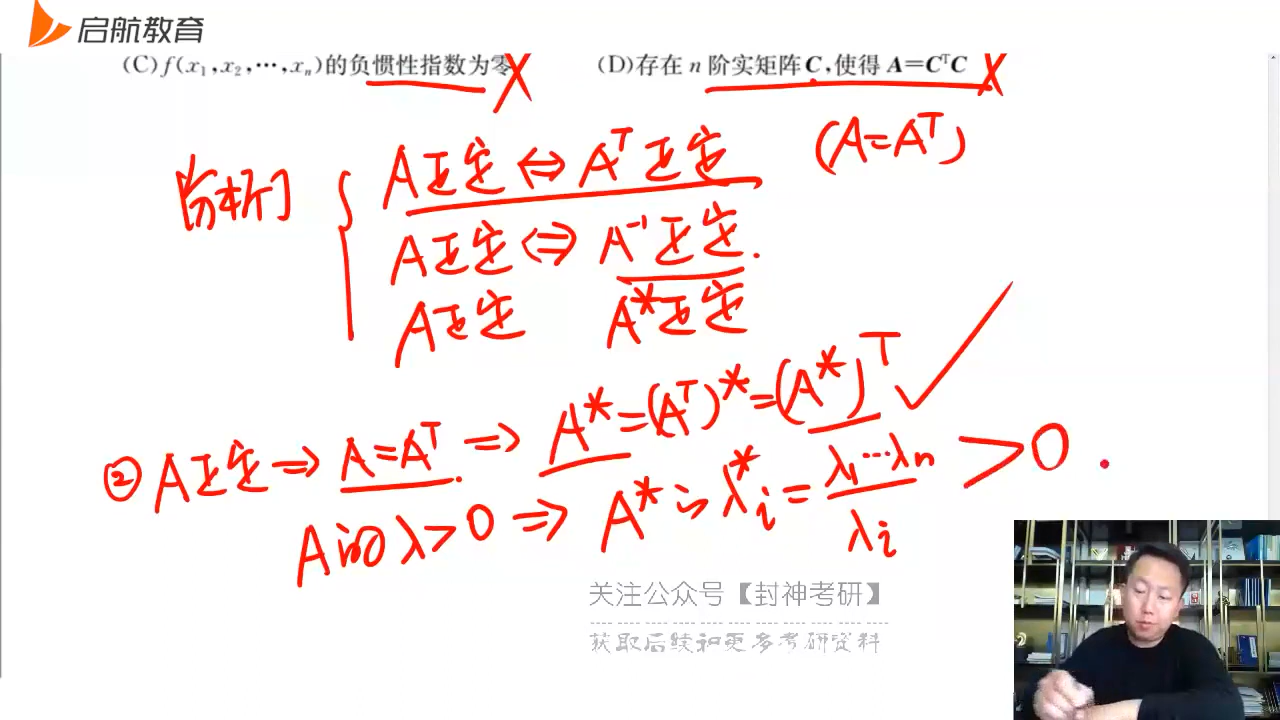 启航教育
(C) f(x₁,x₂,⋯,xₙ)的负惯性指数为零 (D)存在 n 阶实矩阵 C,使得 A=CᵀC
分析] A正定⇔Aᵀ正定 (A=Aᵀ)
A正定⇔A⁻¹正定.
A正定 A*正定
② A正定⇒A=Aᵀ⇒A*=(Aᵀ)*=(A*)ᵀ
A的λ>0⇒A*的λᵢ*=λ₁⋯λₙ/λᵢ>0
关注公众号【封神考研】
获取后续和更多考研资料